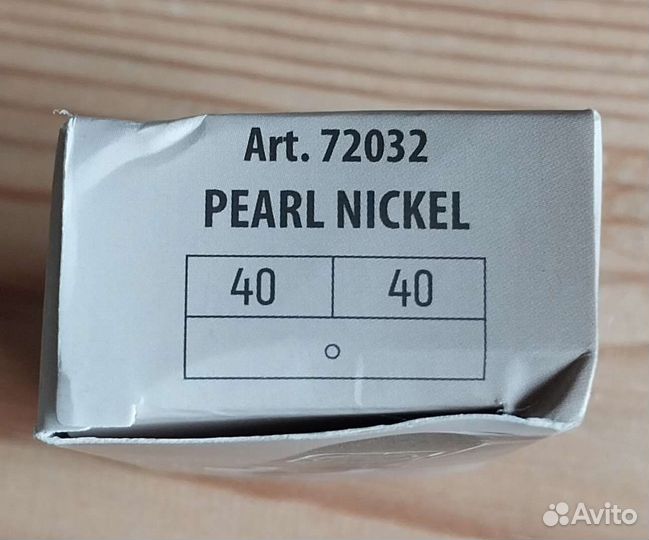 Art. 72032
PEARL NICKEL
40 40
Avito